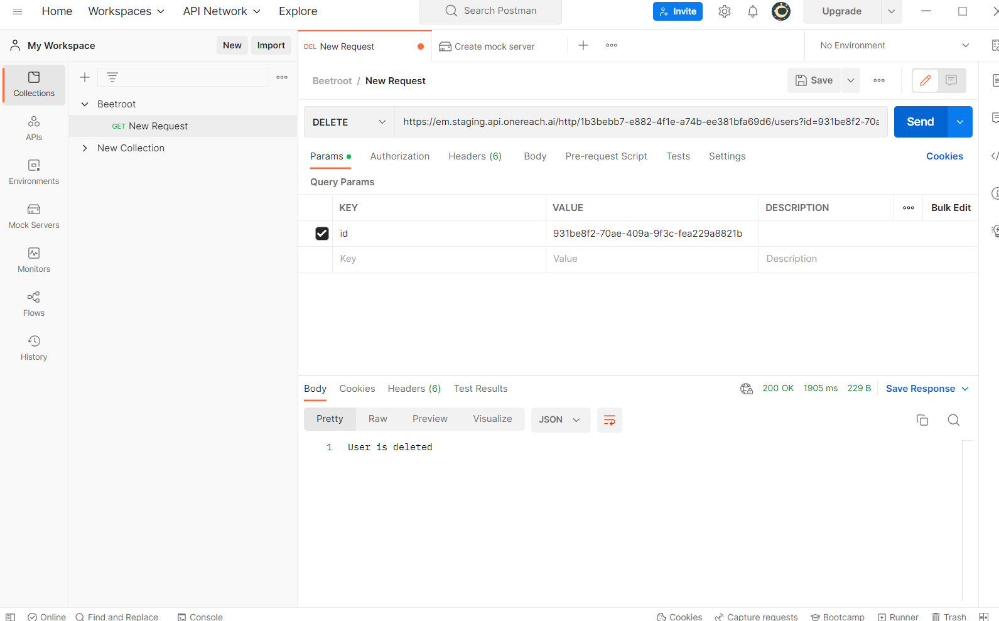 Home Workspaces API Network Explore Search Postman Invite Upgrade
My Workspace New Import DEL New Request Create mock server No Environment
Collections
APIs
Environments
Mock Servers
Monitors
Flows
History
Beetroot
GET New Request
New Collection
Beetroot / New Request Save
DELETE https://em.staging.api.onereach.ai/http/1b3bebb7-e882-4f1e-a74b-ee381bfa69d6/users?id=931be8f2-70a Send
Params Authorization Headers (6) Body Pre-request Script Tests Settings Cookies
Query Params
KEY VALUE DESCRIPTION Bulk Edit
id 931be8f2-70ae-409a-9f3c-fea229a8821b
Key Value Description
Body Cookies Headers (6) Test Results 200 OK 1905 ms 229 B Save Response
Pretty Raw Preview Visualize JSON
1 User is deleted
Online Find and Replace Console Cookies Capture requests Bootcamp Runner Trash